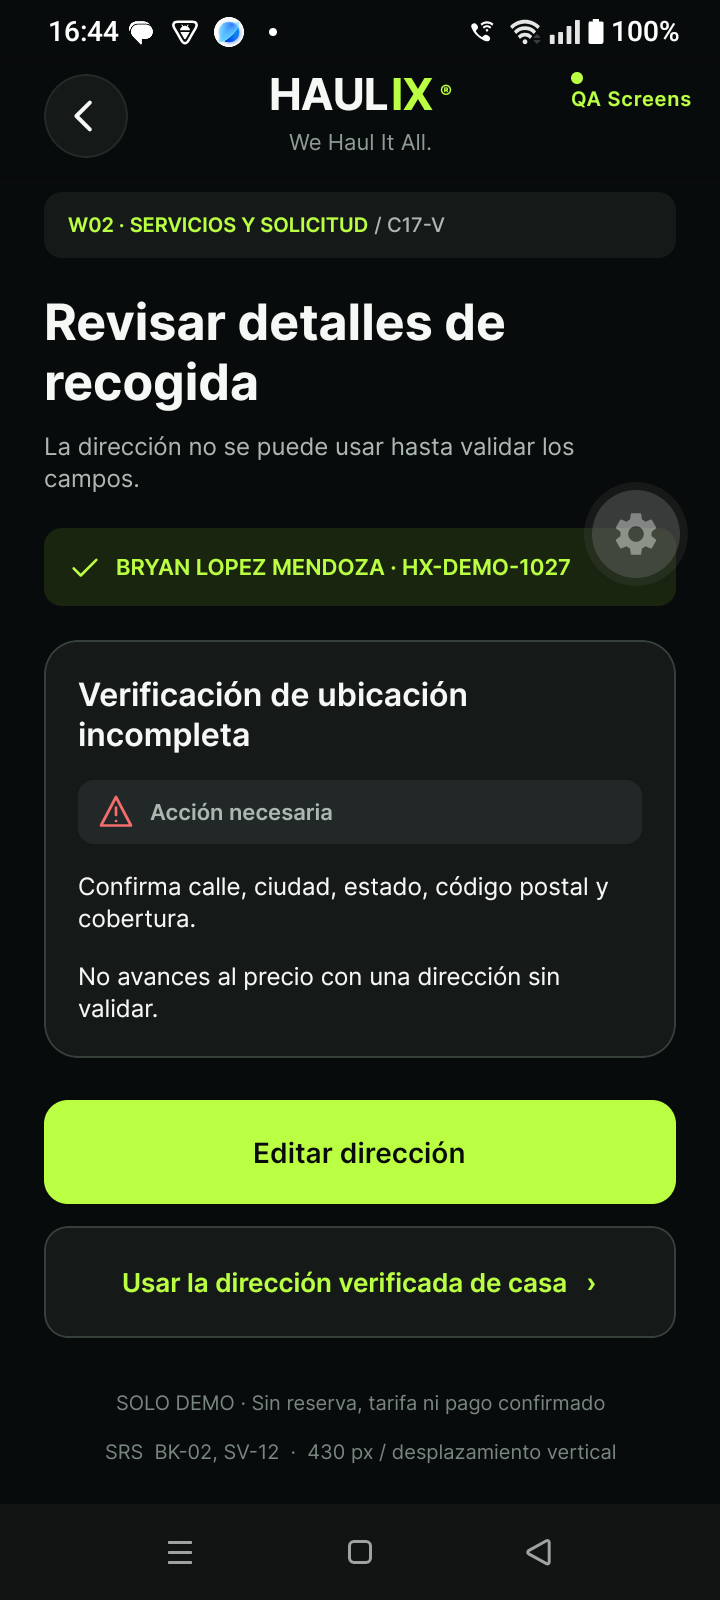 16:44
100%
HAULIX ®
QA Screens
We Haul It All.
W02 · SERVICIOS Y SOLICITUD / C17-V
Revisar detalles de
recogida
La dirección no se puede usar hasta validar los
campos.
BRYAN LOPEZ MENDOZA · HX-DEMO-1027
Verificación de ubicación
incompleta
Acción necesaria
Confirma calle, ciudad, estado, código postal y
cobertura.
No avances al precio con una dirección sin
validar.
Editar dirección
Usar la dirección verificada de casa ›
SOLO DEMO · Sin reserva, tarifa ni pago confirmado
SRS BK-02, SV-12 · 430 px / desplazamiento vertical